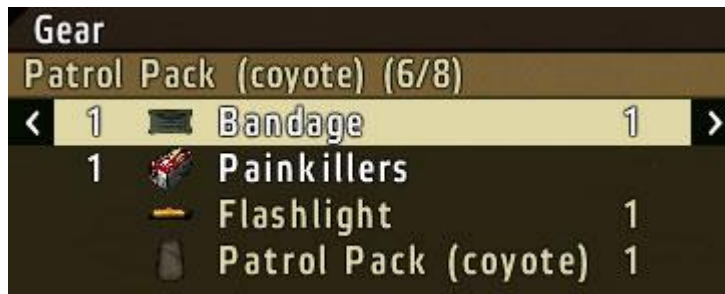 Gear
Patrol Pack (coyote) (6/8)
< 1 Bandage 1 >
1 Painkillers
Flashlight 1
Patrol Pack (coyote) 1